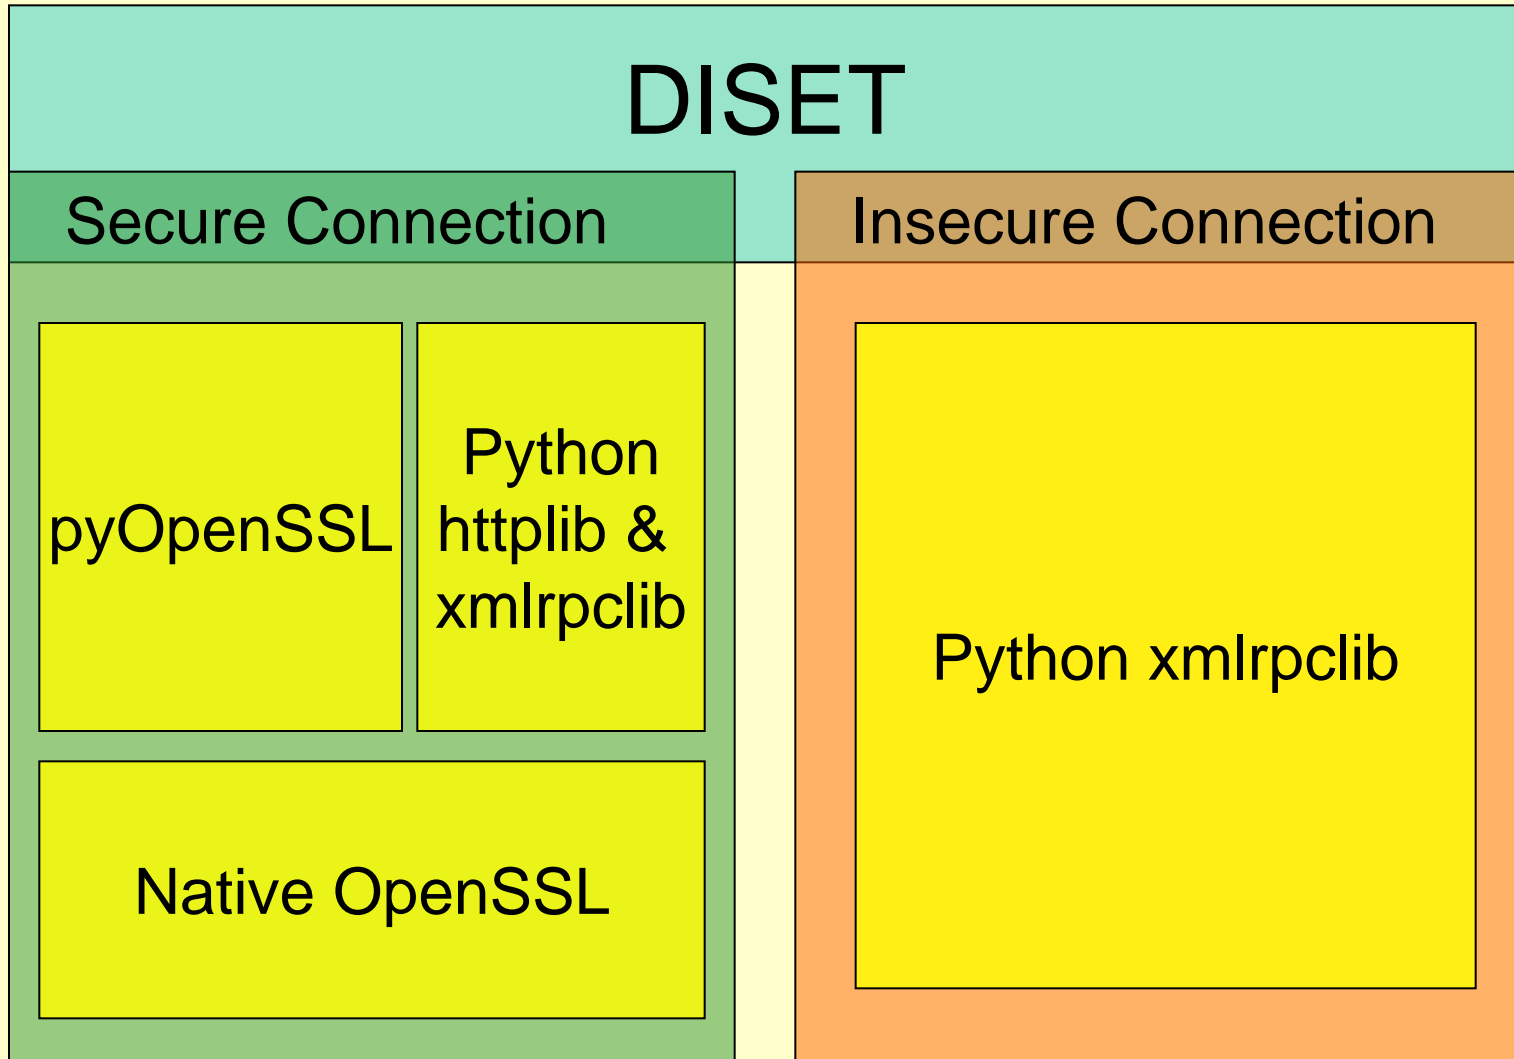 DISET
Secure Connection
Insecure Connection
pyOpenSSL
Python
httplib &
xmlrpclib
Python xmlrpclib
Native OpenSSL